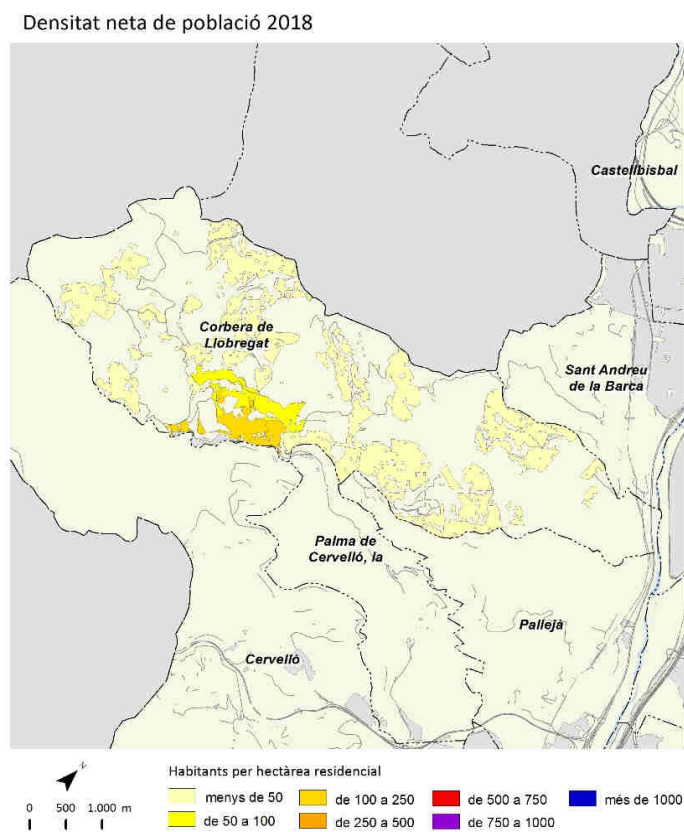 Densitat neta de població 2018
Castellbisbal
Corbera de
Llobregat
Sant Andreu
de la Barca
Palma de
Cervelló, la
Pallejà
Cervelló
N
0 500 1.000 m
Habitants per hectàrea residencial
menys de 50
de 100 a 250
de 500 a 750
més de 1000
de 50 a 100
de 250 a 500
de 750 a 1000